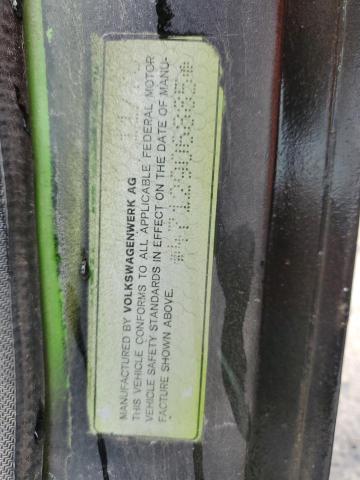 MANUFACTURED BY VOLKSWAGENWERK AG
THIS VEHICLE CONFORMS TO ALL APPLICABLE FEDERAL MOTOR
VEHICLE SAFETY STANDARDS IN EFFECT ON THE DATE OF MANU-
FACTURE SHOWN ABOVE.